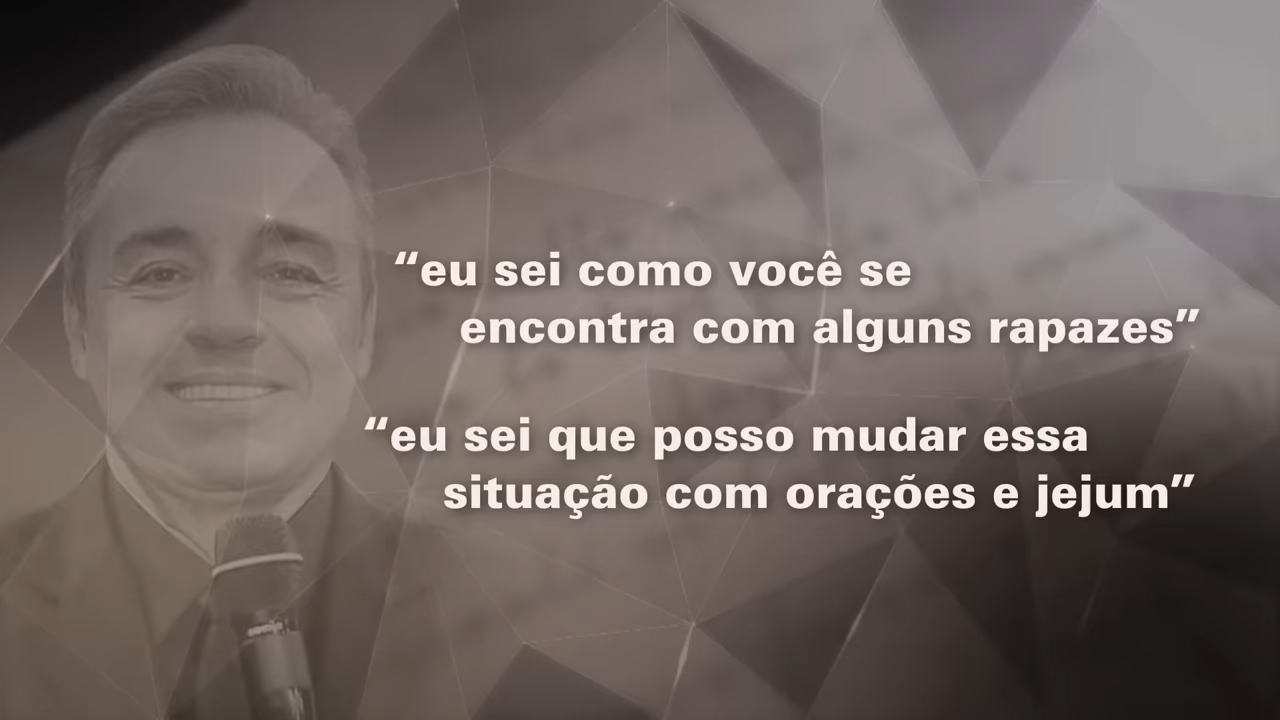 “eu sei como você se
encontra com alguns rapazes”
“eu sei que posso mudar essa
situação com orações e jejum”